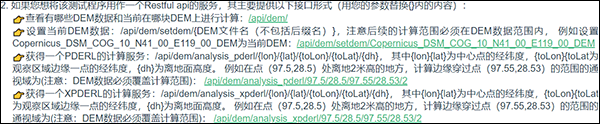 2. 如果您想将该测试程序用作一个Restful api的服务，其主要提供以下接口形式（用您的参数替换{}内的内容）：
👉查看有哪些DEM数据和当前在哪块DEM上进行计算：/api/dem/
👉设置当前DEM数据：/api/dem/setdem/{DEM文件名（不包括后缀名）}，注意后续的计算范围必须在DEM数据范围内， 例如设置
Copernicus_DSM_COG_10_N41_00_E119_00_DEM为当前DEM：/api/dem/setdem/Copernicus_DSM_COG_10_N41_00_E119_00_DEM
👉获得一个PDERL的计算服务：/api/dem/analysis_pderl/{lon}/{lat}/{toLon}/{toLat}/{dh}， 其中{lon}{lat}为中心点的经纬度，{toLon}{toLat}为
观察区域边缘一点的经纬度，{dh}为离地面高度。 例如在点（97.5,28.5）处离地2米高的地方，计算边缘穿过点（97.55,28.53）的范围的通
视域为(注意：DEM数据必须覆盖计算范围)：/api/dem/analysis_pderl/97.5/28.5/97.55/28.53/2
👉获得一个XPDERL的计算服务：/api/dem/analysis_xpderl/{lon}/{lat}/{toLon}/{toLat}/{dh}， 其中{lon}{lat}为中心点的经纬度，{toLon}{toLat}
为观察区域边缘一点的经纬度，{dh}为离地面高度。 例如在点（97.5,28.5）处离地2米高的地方，计算边缘穿过点（97.55,28.53）的范围的
通视域为(注意：DEM数据必须覆盖计算范围)：/api/dem/analysis_xpderl/97.5/28.5/97.55/28.53/2